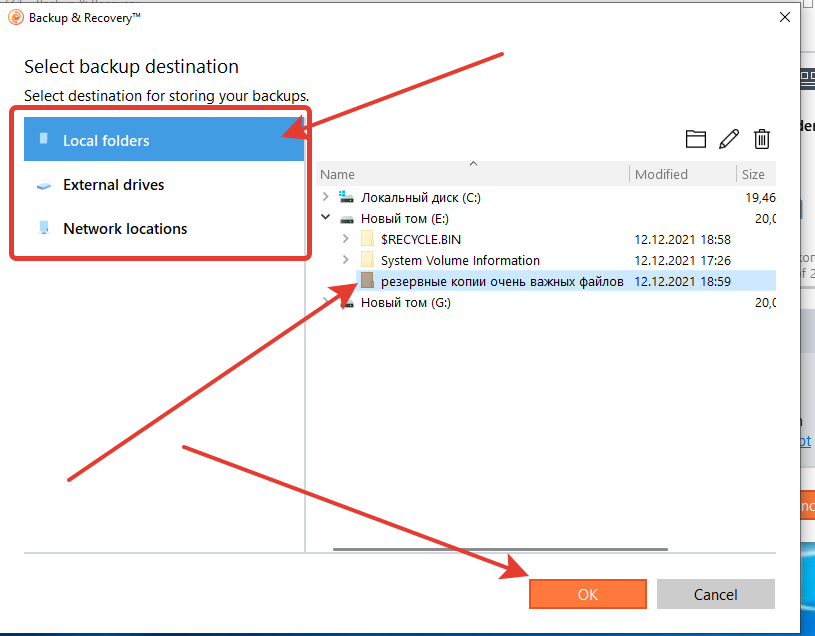 Backup & Recovery™
Select backup destination
Select destination for storing your backups.
Local folders
External drives
Network locations
Name Modified Size
Локальный диск (C:) 19,46
Новый том (E:) 20,0
$RECYCLE.BIN 12.12.2021 18:58
System Volume Information 12.12.2021 17:26
резервные копии очень важных файлов 12.12.2021 18:59
Новый том (G:) 20,0
OK Cancel